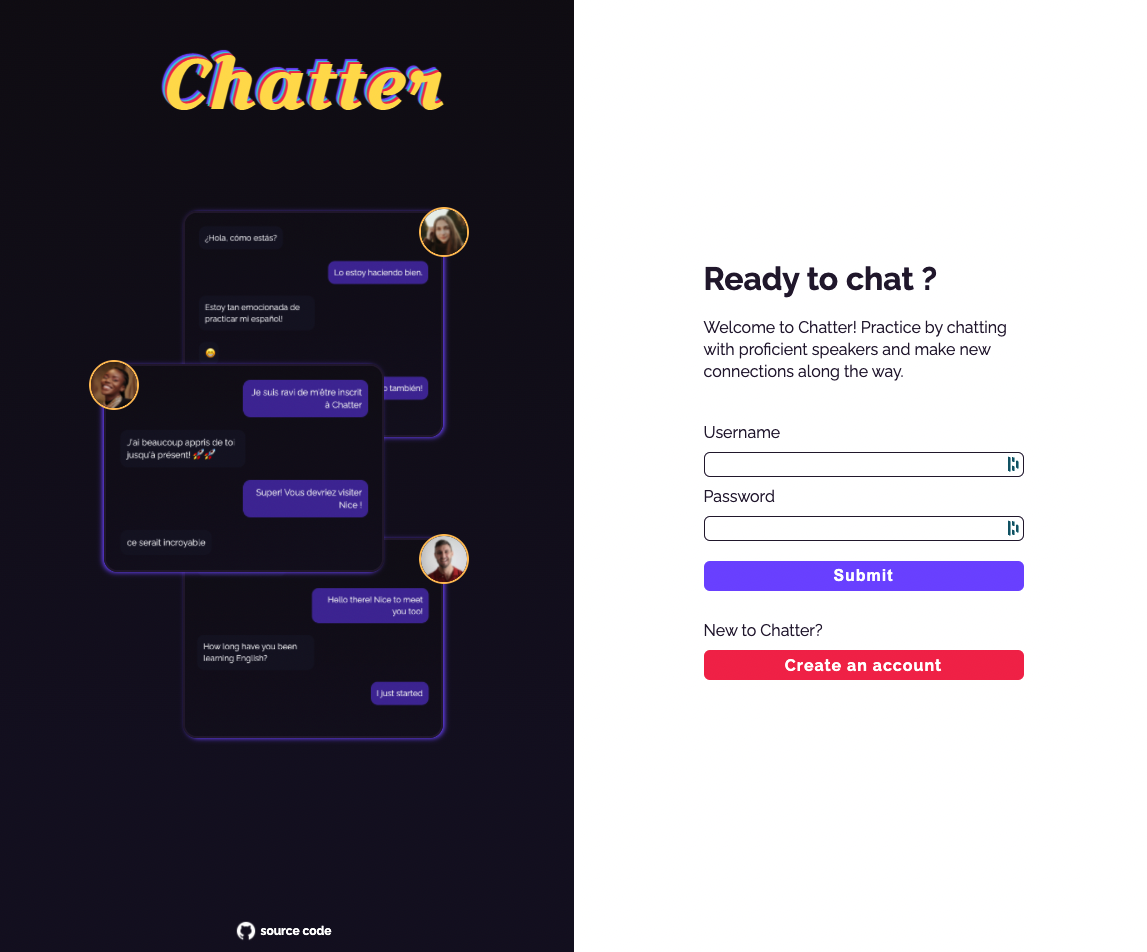 Chatter
¿Hola, cómo estás?
Lo estoy haciendo bien.
Estoy tan emocionada de
practicar mi español!
también!
Je suis ravi de m'être inscrit
à Chatter
J'ai beaucoup appris de toi
jusqu'à présent! 🚀🚀
Super! Vous devriez visiter
Nice !
ce serait incroyable
Hello there! Nice to meet
you too!
How long have you been
learning English?
I just started
source code
Ready to chat ?
Welcome to Chatter! Practice by chatting
with proficient speakers and make new
connections along the way.
Username
Password
Submit
New to Chatter?
Create an account